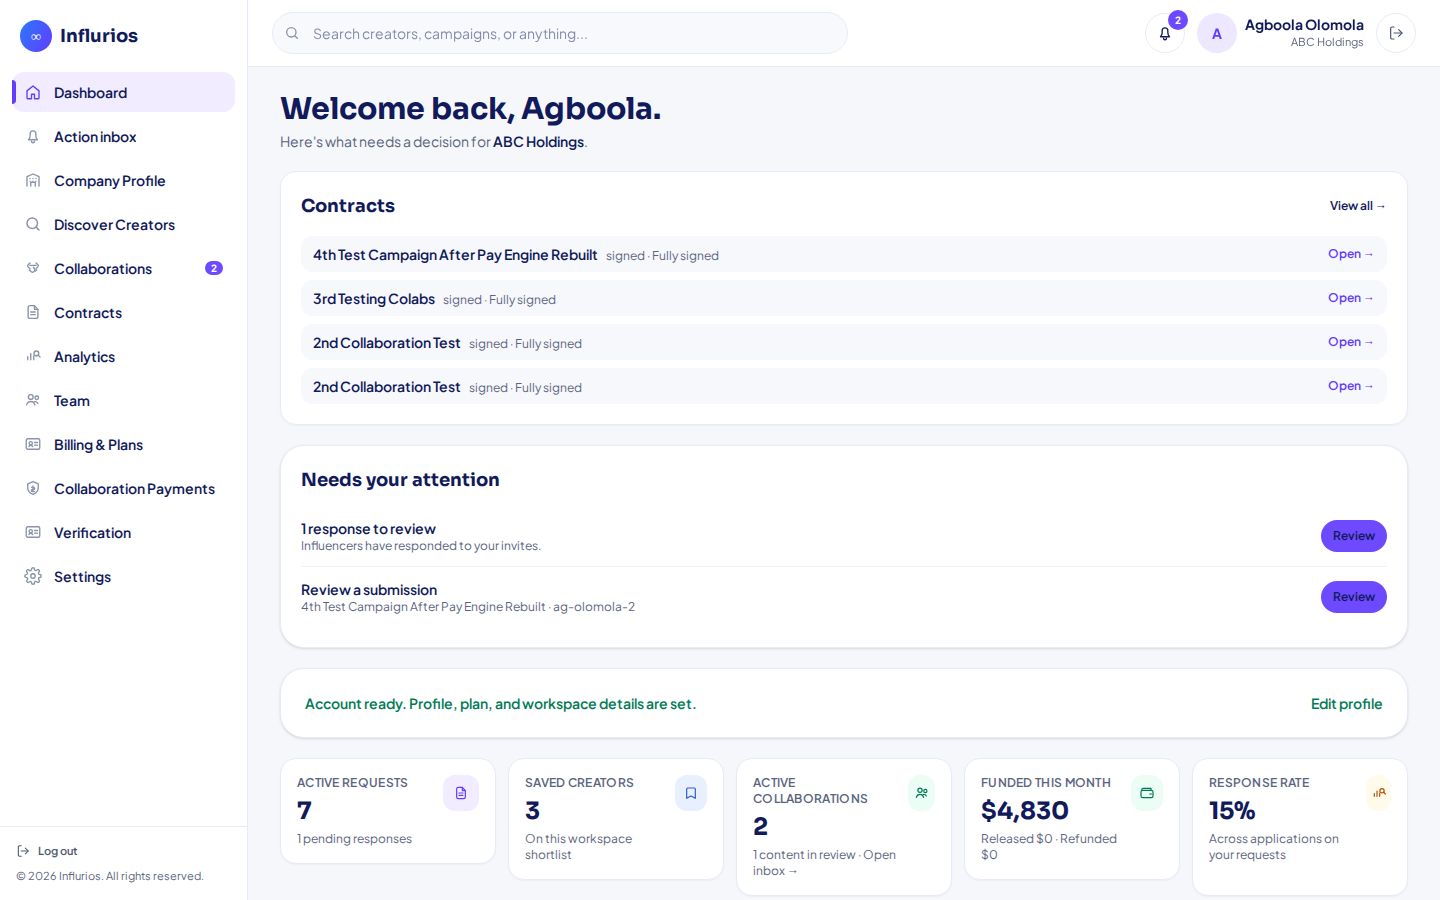 ∞ Influrios
Search creators, campaigns, or anything...
2
A
Agboola Olomola
ABC Holdings
Dashboard
Action inbox
Company Profile
Discover Creators
Collaborations 2
Contracts
Analytics
Team
Billing & Plans
Collaboration Payments
Verification
Settings
Log out
© 2026 Influrios. All rights reserved.
Welcome back, Agboola.
Here's what needs a decision for ABC Holdings.
Contracts View all →
4th Test Campaign After Pay Engine Rebuilt signed · Fully signed Open →
3rd Testing Colabs signed · Fully signed Open →
2nd Collaboration Test signed · Fully signed Open →
2nd Collaboration Test signed · Fully signed Open →
Needs your attention
1 response to review
Influencers have responded to your invites.
Review
Review a submission
4th Test Campaign After Pay Engine Rebuilt · ag-olomola-2
Review
Account ready. Profile, plan, and workspace details are set. Edit profile
ACTIVE REQUESTS
7
1 pending responses
SAVED CREATORS
3
On this workspace
shortlist
ACTIVE
COLLABORATIONS
2
1 content in review · Open
inbox →
FUNDED THIS MONTH
$4,830
Released $0 · Refunded
$0
RESPONSE RATE
15%
Across applications on
your requests